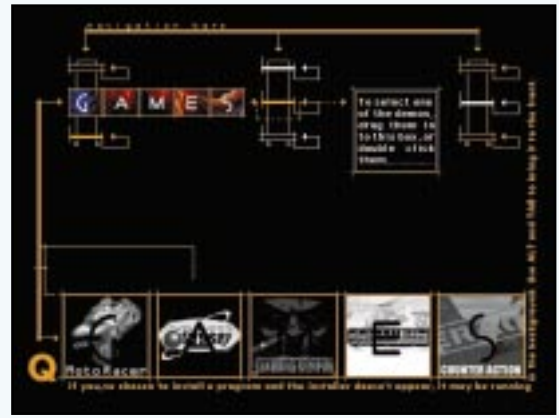 navigation bars
GAMES
To select one
of the demos,
drag them in
to this box, or
double click
them.
MotoRacer
COUNTER ACTION
Q
If you've chosen to install a program and the installer doesn't appear, it may be running
in the background. Use ALT and TAB to bring it to the front.